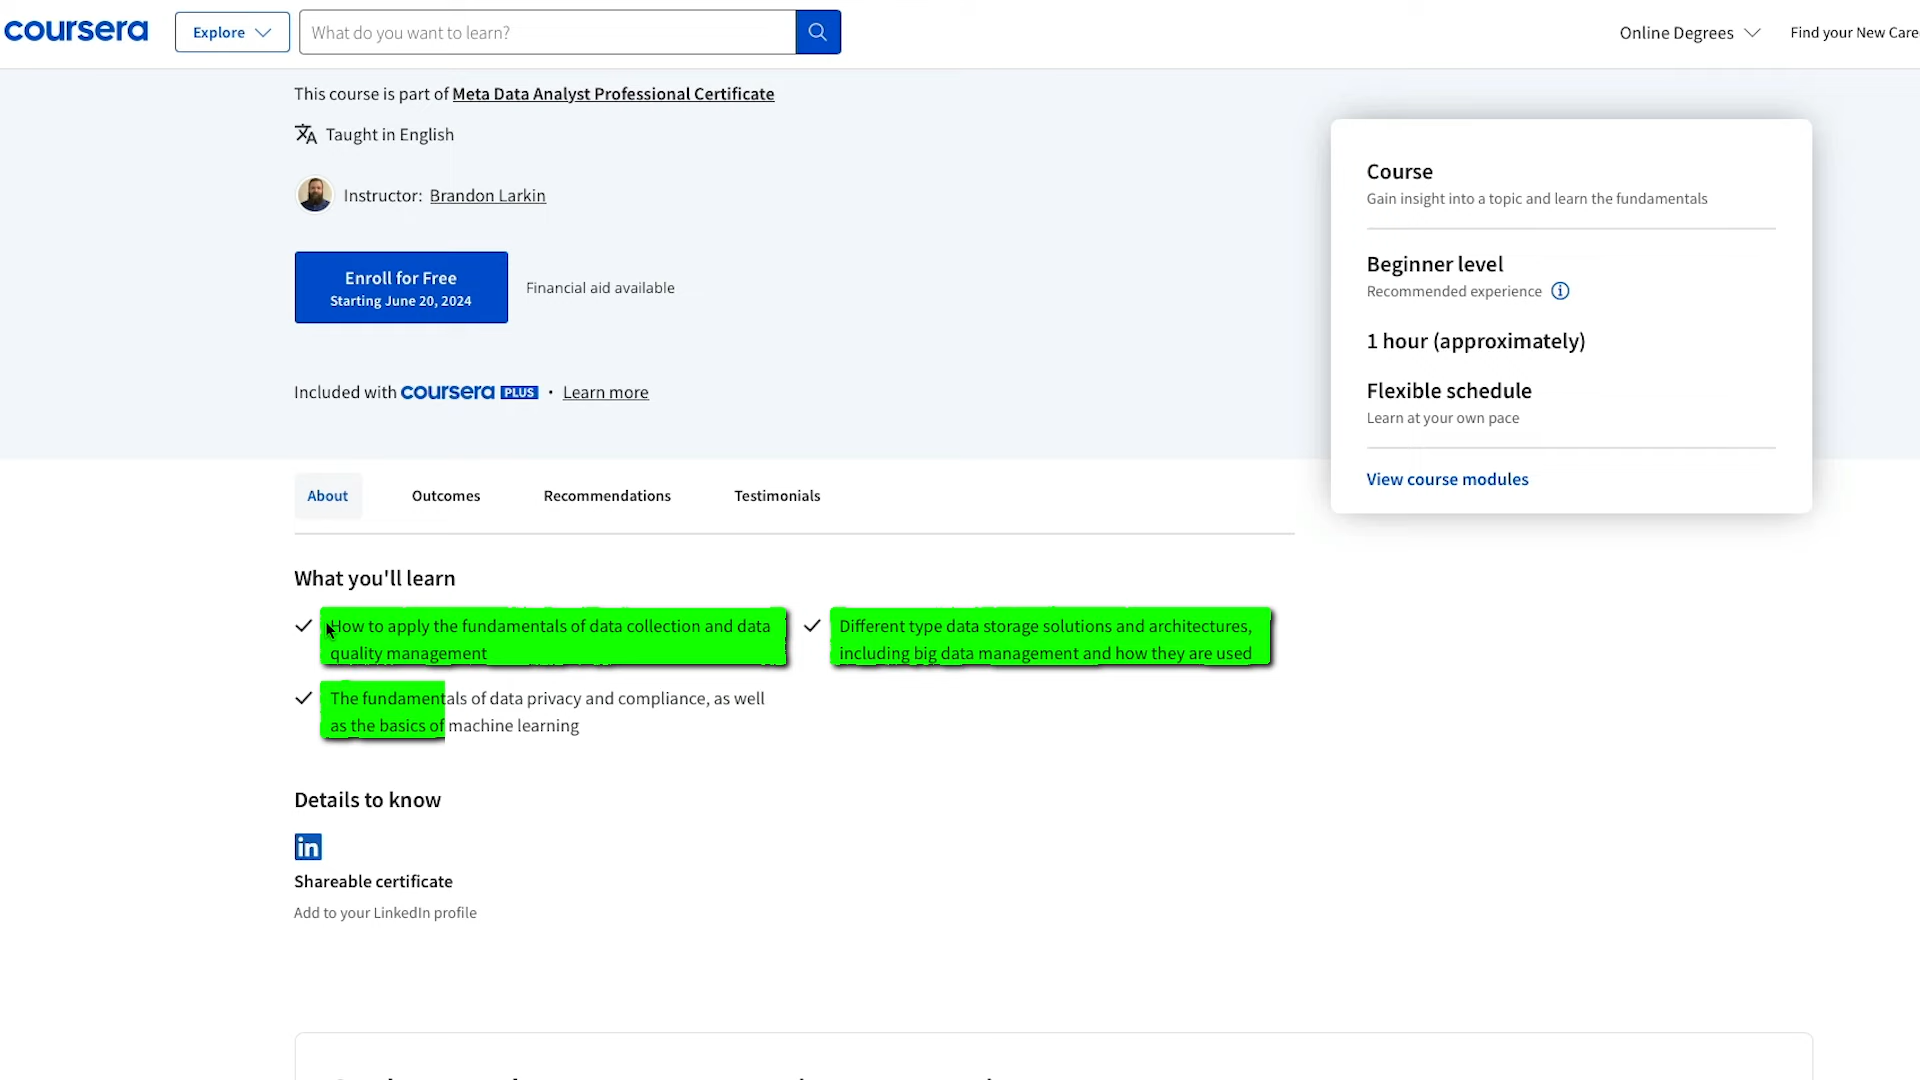 coursera
Explore
What do you want to learn?
Online Degrees
Find your New Care
This course is part of Meta Data Analyst Professional Certificate
Taught in English
Instructor: Brandon Larkin
Enroll for Free
Starting June 20, 2024
Financial aid available
Included with coursera PLUS • Learn more
Course
Gain insight into a topic and learn the fundamentals
Beginner level
Recommended experience
1 hour (approximately)
Flexible schedule
Learn at your own pace
View course modules
About
Outcomes
Recommendations
Testimonials
What you'll learn
How to apply the fundamentals of data collection and data
quality management
Different type data storage solutions and architectures,
including big data management and how they are used
The fundamentals of data privacy and compliance, as well
as the basics of machine learning
Details to know
in
Shareable certificate
Add to your LinkedIn profile